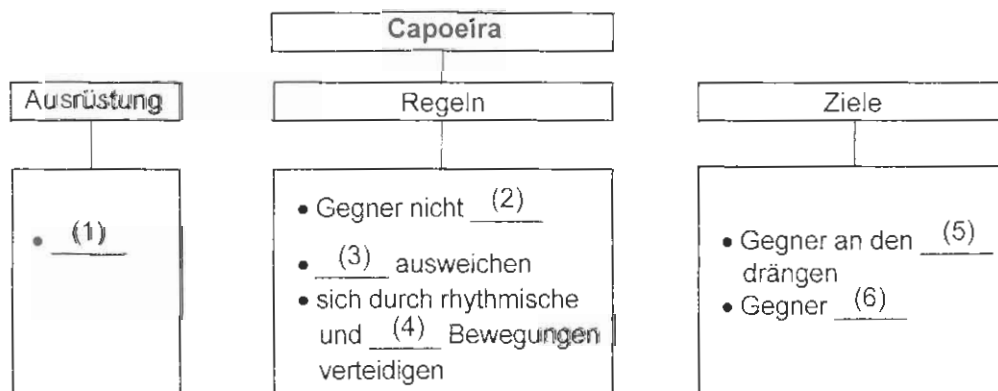 Capoeira
Ausrüstung
Regeln
Ziele
• (1)
• Gegner nicht (2)
• (3) ausweichen
• sich durch rhythmische
und (4) Bewegungen
verteidigen
• Gegner an den (5)
drängen
• Gegner (6)